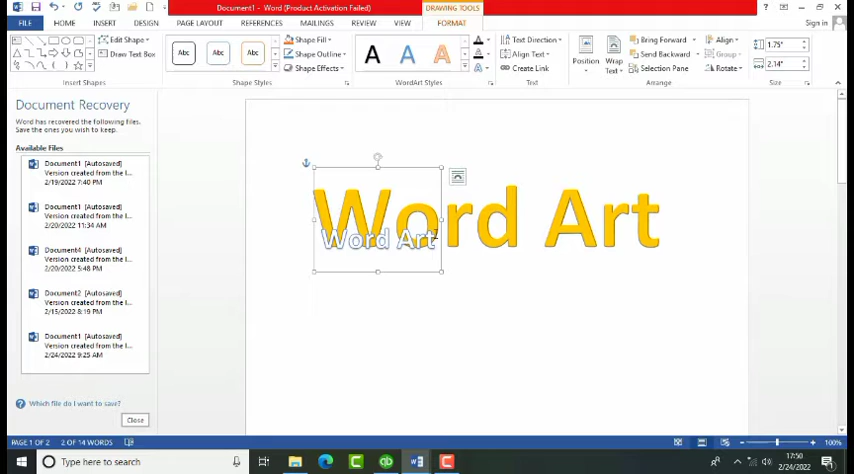 Document1 - Word (Product Activation Failed)
DRAWING TOOLS
Sign in
FILE
HOME
INSERT
DESIGN
PAGE LAYOUT
REFERENCES
MAILINGS
REVIEW
VIEW
FORMAT
Edit Shape
Draw Text Box
Insert Shapes
Abc
Abc
Abc
Shape Fill
Shape Outline
Shape Effects
Shape Styles
A A A
WordArt Styles
Text Direction
Align Text
Create Link
Text
Position
Wrap
Text
Bring Forward
Send Backward
Selection Pane
Align
Group
Rotate
Arrange
1.75"
2.14"
Size
Document Recovery
Word has recovered the following files.
Save the ones you wish to keep.
Available Files
Document1 [Autosaved]
Version created from the l...
2/19/2022 7:40 PM
Document1 [Autosaved]
Version created from the l...
2/20/2022 11:34 AM
Document4 [Autosaved]
Version created from the l...
2/20/2022 5:48 PM
Document2 [Autosaved]
Version created from the l...
2/15/2022 8:19 PM
Document1 [Autosaved]
Version created from the l...
2/24/2022 9:25 AM
Which file do I want to save?
Close
Word Art
Word Art
PAGE 1 OF 2
2 OF 14 WORDS
100%
Type here to search
17:50
2/24/2022